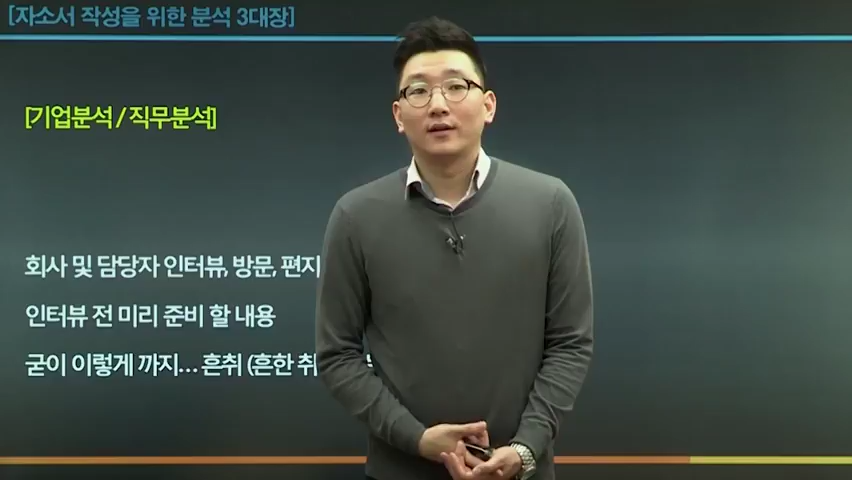 [자소서 작성을 위한 분석 3대장]
[기업분석 / 직무분석]
회사 및 담당자 인터뷰, 방문, 편지
인터뷰 전 미리 준비 할 내용
굳이 이렇게 까지... 흔취 (흔한 취